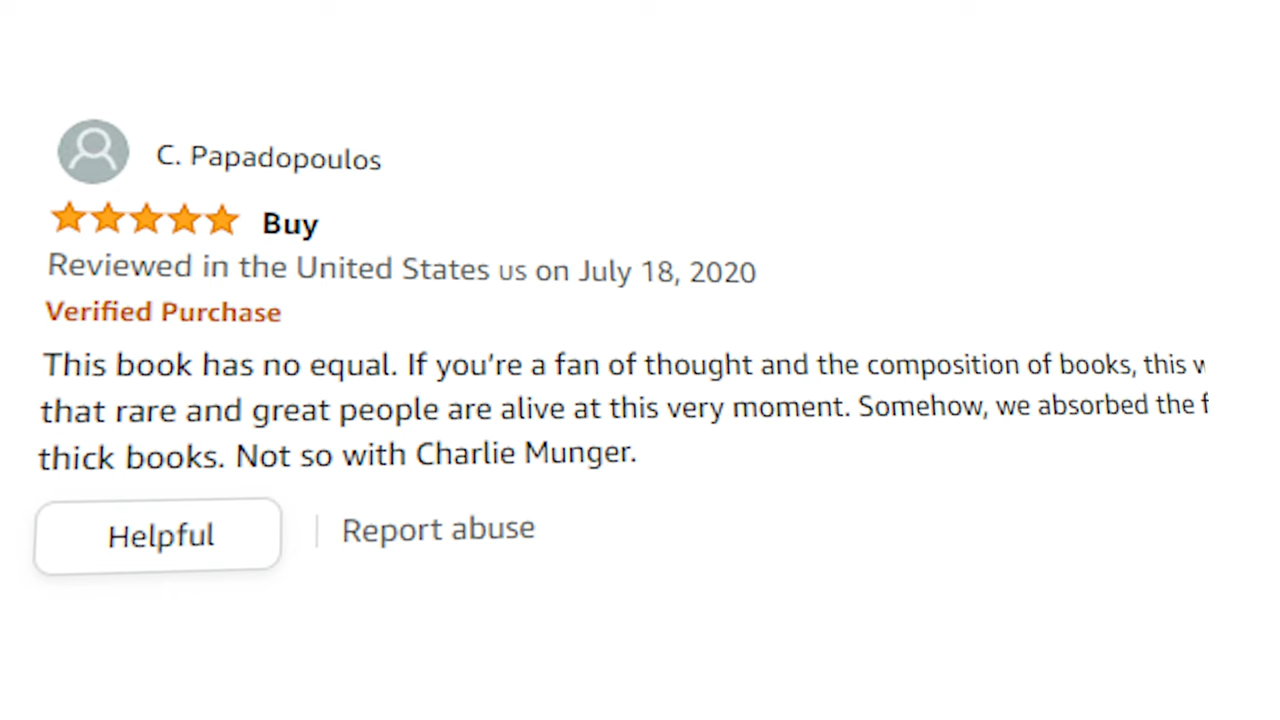 C. Papadopoulos
Buy
Reviewed in the United States us on July 18, 2020
Verified Purchase
This book has no equal. If you're a fan of thought and the composition of books, this
that rare and great people are alive at this very moment. Somehow, we absorbed the
thick books. Not so with Charlie Munger.
Helpful
Report abuse